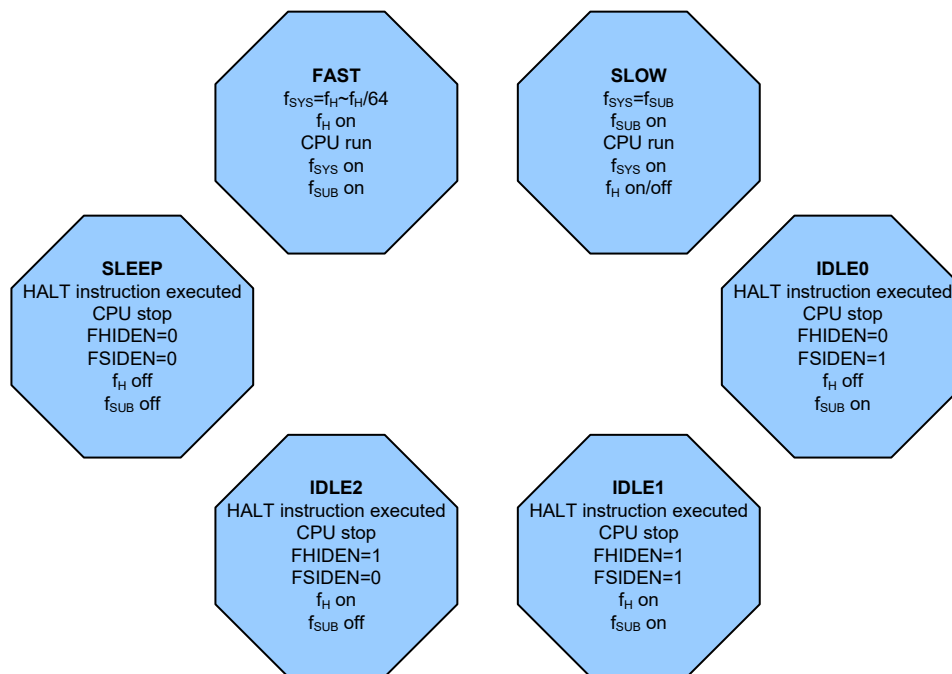 FAST
fSYS=fH~fH/64
fH on
CPU run
fSYS on
fSUB on
SLOW
fSYS=fSUB
fSUB on
CPU run
fSYS on
fH on/off
SLEEP
HALT instruction executed
CPU stop
FHIDEN=0
FSIDEN=0
fH off
fSUB off
IDLE0
HALT instruction executed
CPU stop
FHIDEN=0
FSIDEN=1
fH off
fSUB on
IDLE2
HALT instruction executed
CPU stop
FHIDEN=1
FSIDEN=0
fH on
fSUB off
IDLE1
HALT instruction executed
CPU stop
FHIDEN=1
FSIDEN=1
fH on
fSUB on